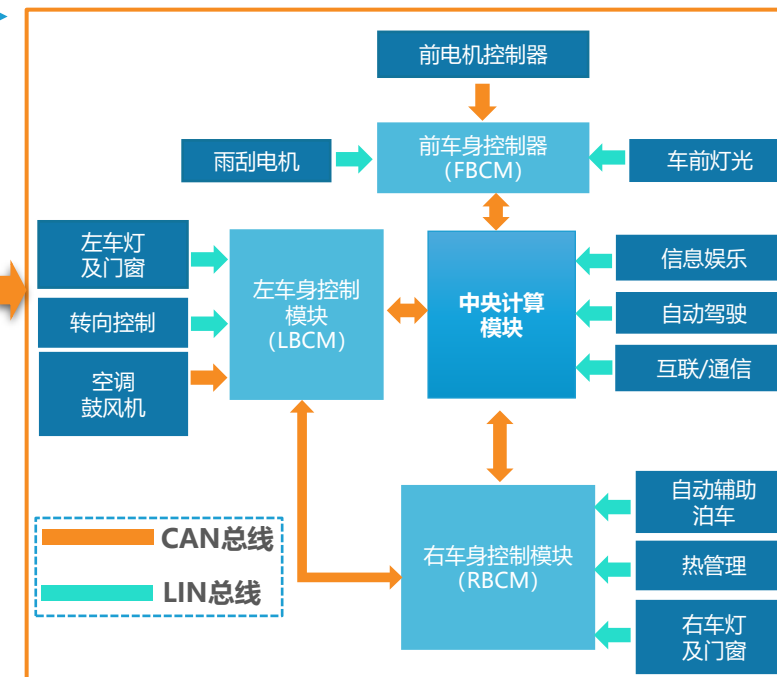 前电机控制器
雨刮电机
前车身控制器
(FBCM)
车前灯光
左车灯
及门窗
转向控制
空调
鼓风机
左车身控制
模块
(LBCM)
中央计算
模块
信息娱乐
自动驾驶
互联/通信
右车身控制模块
(RBCM)
自动辅助
泊车
热管理
右车灯
及门窗
CAN总线
LIN总线